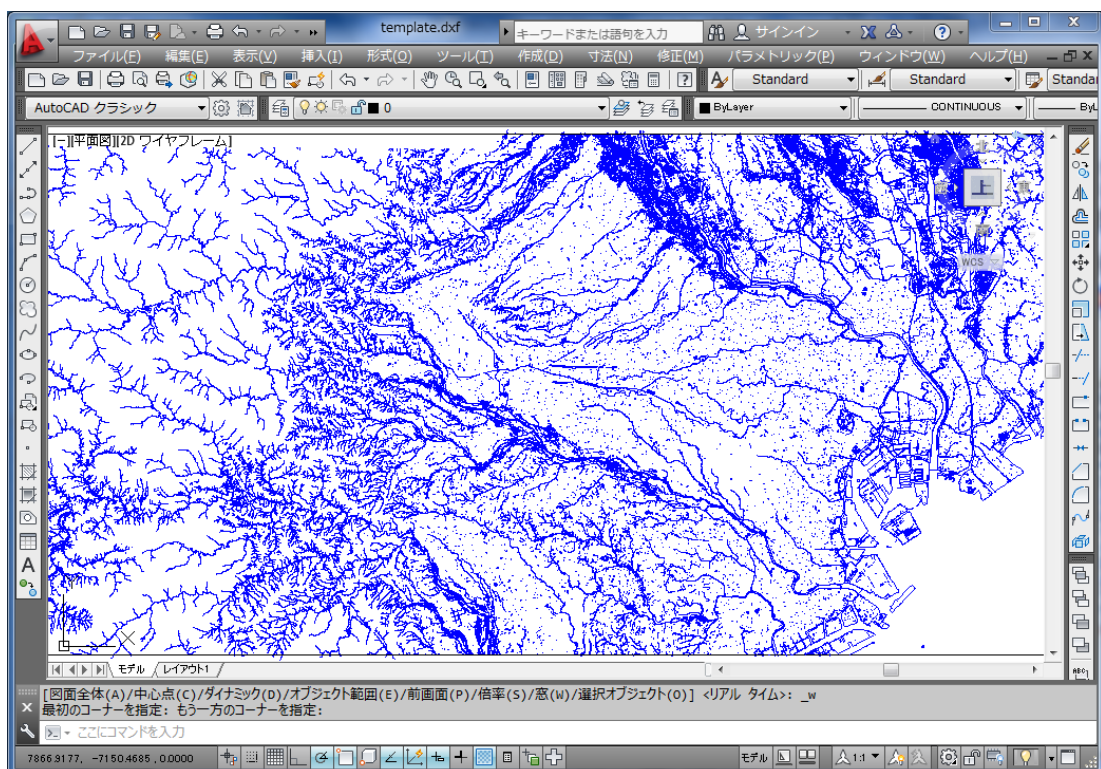 template.dxf
キーワードまたは語句を入力
サインイン
ファイル(F) 編集(E) 表示(V) 挿入(I) 形式(O) ツール(T) 作成(D) 寸法(N) 修正(M) パラメトリック(P) ウィンドウ(W) ヘルプ(H)
Standard
Standard
Standa
AutoCAD クラシック
0
ByLayer
CONTINUOUS
ByL
[-][平面図][2D ワイヤフレーム]
上
WCS
モデル レイアウト1
[図面全体(A)/中心点(C)/ダイナミック(D)/オブジェクト範囲(E)/前画面(P)/倍率(S)/窓(W)/選択オブジェクト(O)] <リアル タイム>: _w
最初のコーナーを指定: もう一方のコーナーを指定:
ここにコマンドを入力
7866.9177, -7150.4685 , 0.0000
モデル
1:1